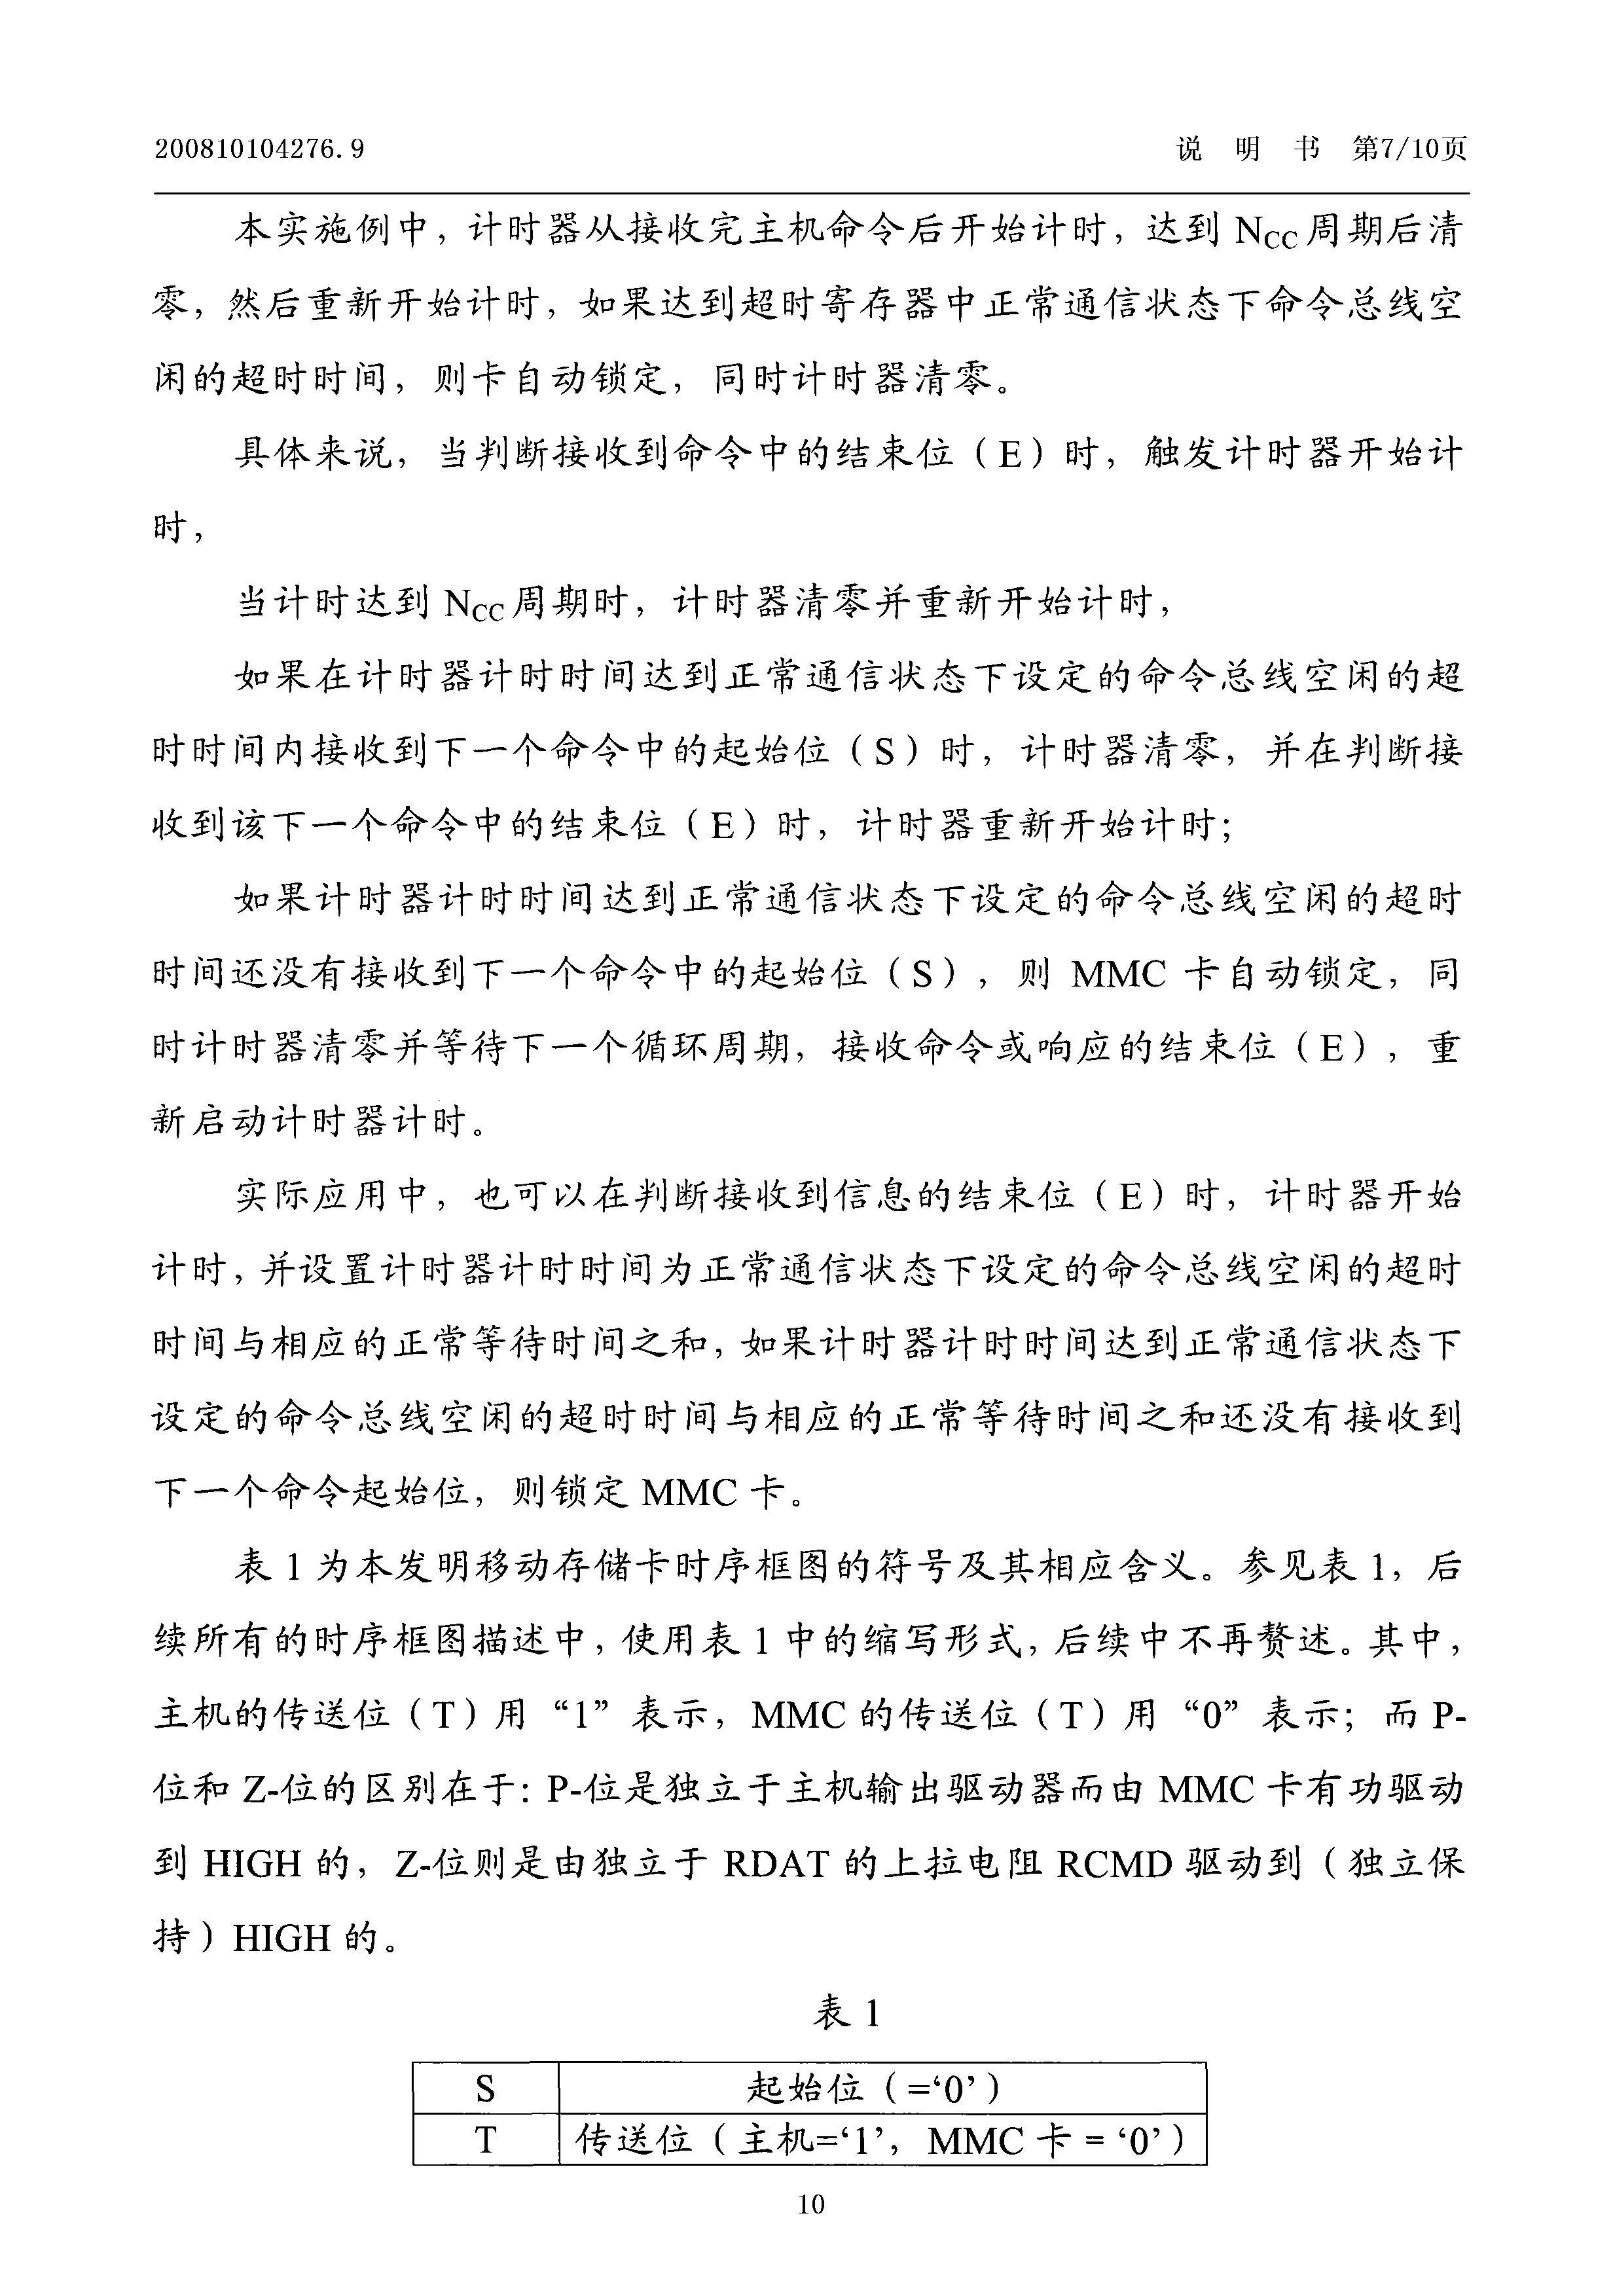 200810104276.9 说 明 书 第7/10页
本实施例中，计时器从接收完主机命令后开始计时，达到 NCC 周期后清
零，然后重新开始计时，如果达到超时寄存器中正常通信状态下命令总线空
闲的超时时间，则卡自动锁定，同时计时器清零。
具体来说，当判断接收到命令中的结束位（E）时，触发计时器开始计
时，
当计时达到 NCC 周期时，计时器清零并重新开始计时，
如果在计时器计时时间达到正常通信状态下设定的命令总线空闲的超
时时间内接收到下一个命令中的起始位（S）时，计时器清零，并在判断接
收到该下一个命令中的结束位（E）时，计时器重新开始计时；
如果计时器计时时间达到正常通信状态下设定的命令总线空闲的超时
时间还没有接收到下一个命令中的起始位（S），则 MMC 卡自动锁定，同
时计时器清零并等待下一个循环周期，接收命令或响应的结束位（E），重
新启动计时器计时。
实际应用中，也可以在判断接收到信息的结束位（E）时，计时器开始
计时，并设置计时器计时时间为正常通信状态下设定的命令总线空闲的超时
时间与相应的正常等待时间之和，如果计时器计时时间达到正常通信状态下
设定的命令总线空闲的超时时间与相应的正常等待时间之和还没有接收到
下一个命令起始位，则锁定 MMC 卡。
表 1 为本发明移动存储卡时序框图的符号及其相应含义。参见表 1，后
续所有的时序框图描述中，使用表 1 中的缩写形式，后续中不再赘述。其中，
主机的传送位（T）用“1”表示，MMC 的传送位（T）用“0”表示；而 P-
位和 Z-位的区别在于：P-位是独立于主机输出驱动器而由 MMC 卡有功驱动
到 HIGH 的，Z-位则是由独立于 RDAT 的上拉电阻 RCMD 驱动到（独立保
持）HIGH 的。
表 1
S 起始位（=‘0’）
T 传送位（主机=‘1’，MMC 卡 = ‘0’）
10